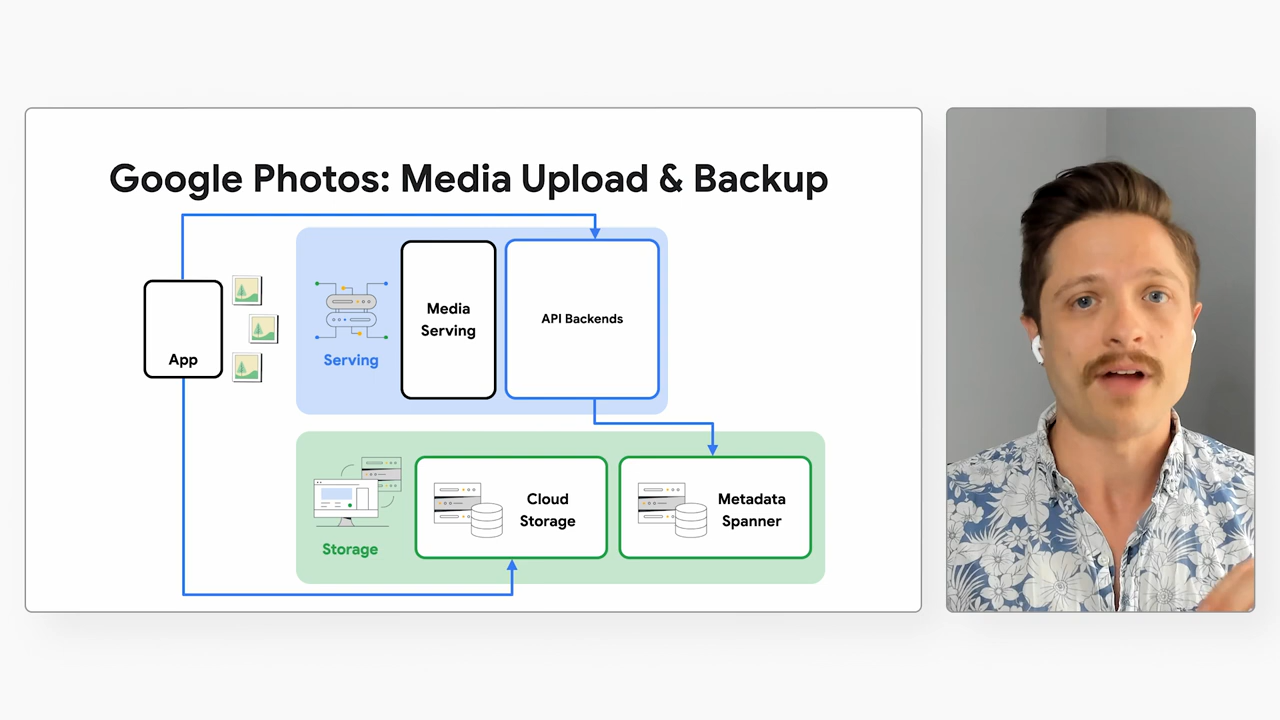 Google Photos: Media Upload & Backup
App
Serving
Media
Serving
API Backends
Storage
Cloud
Storage
Metadata
Spanner